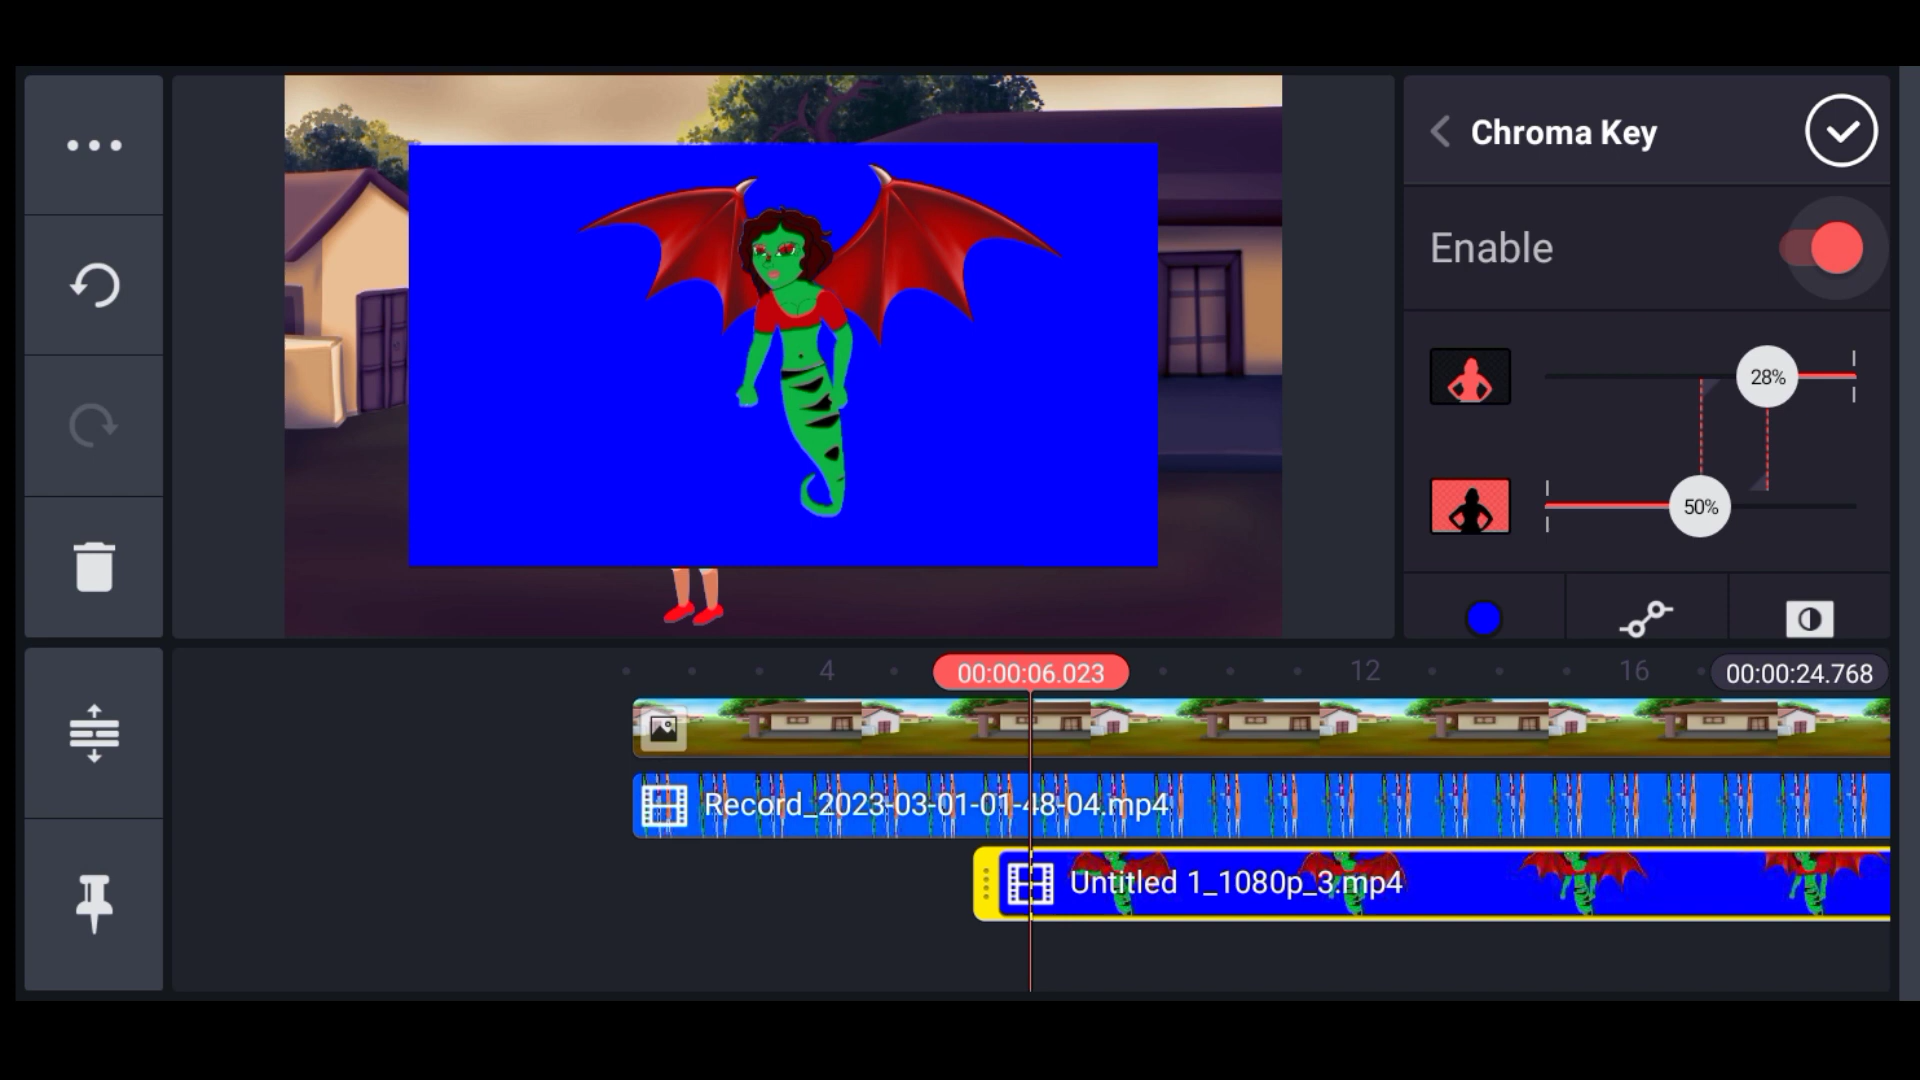 Chroma Key
Enable
28%
50%
4
00:00:06.023
12
16
00:00:24.768
Record_2023-03-01-01-48-04.mp4
Untitled 1_1080p_3.mp4